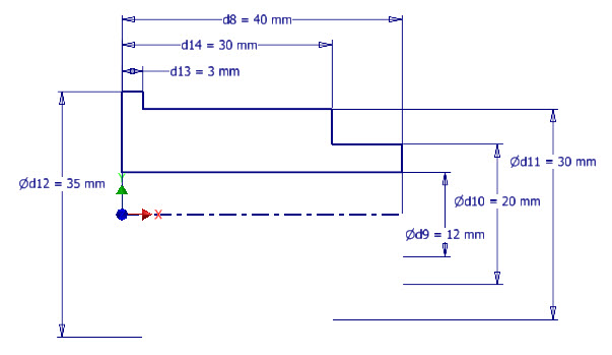 d8 = 40 mm
d14 = 30 mm
d13 = 3 mm
Ød12 = 35 mm
Ød11 = 30 mm
Ød10 = 20 mm
Ød9 = 12 mm
Y
X